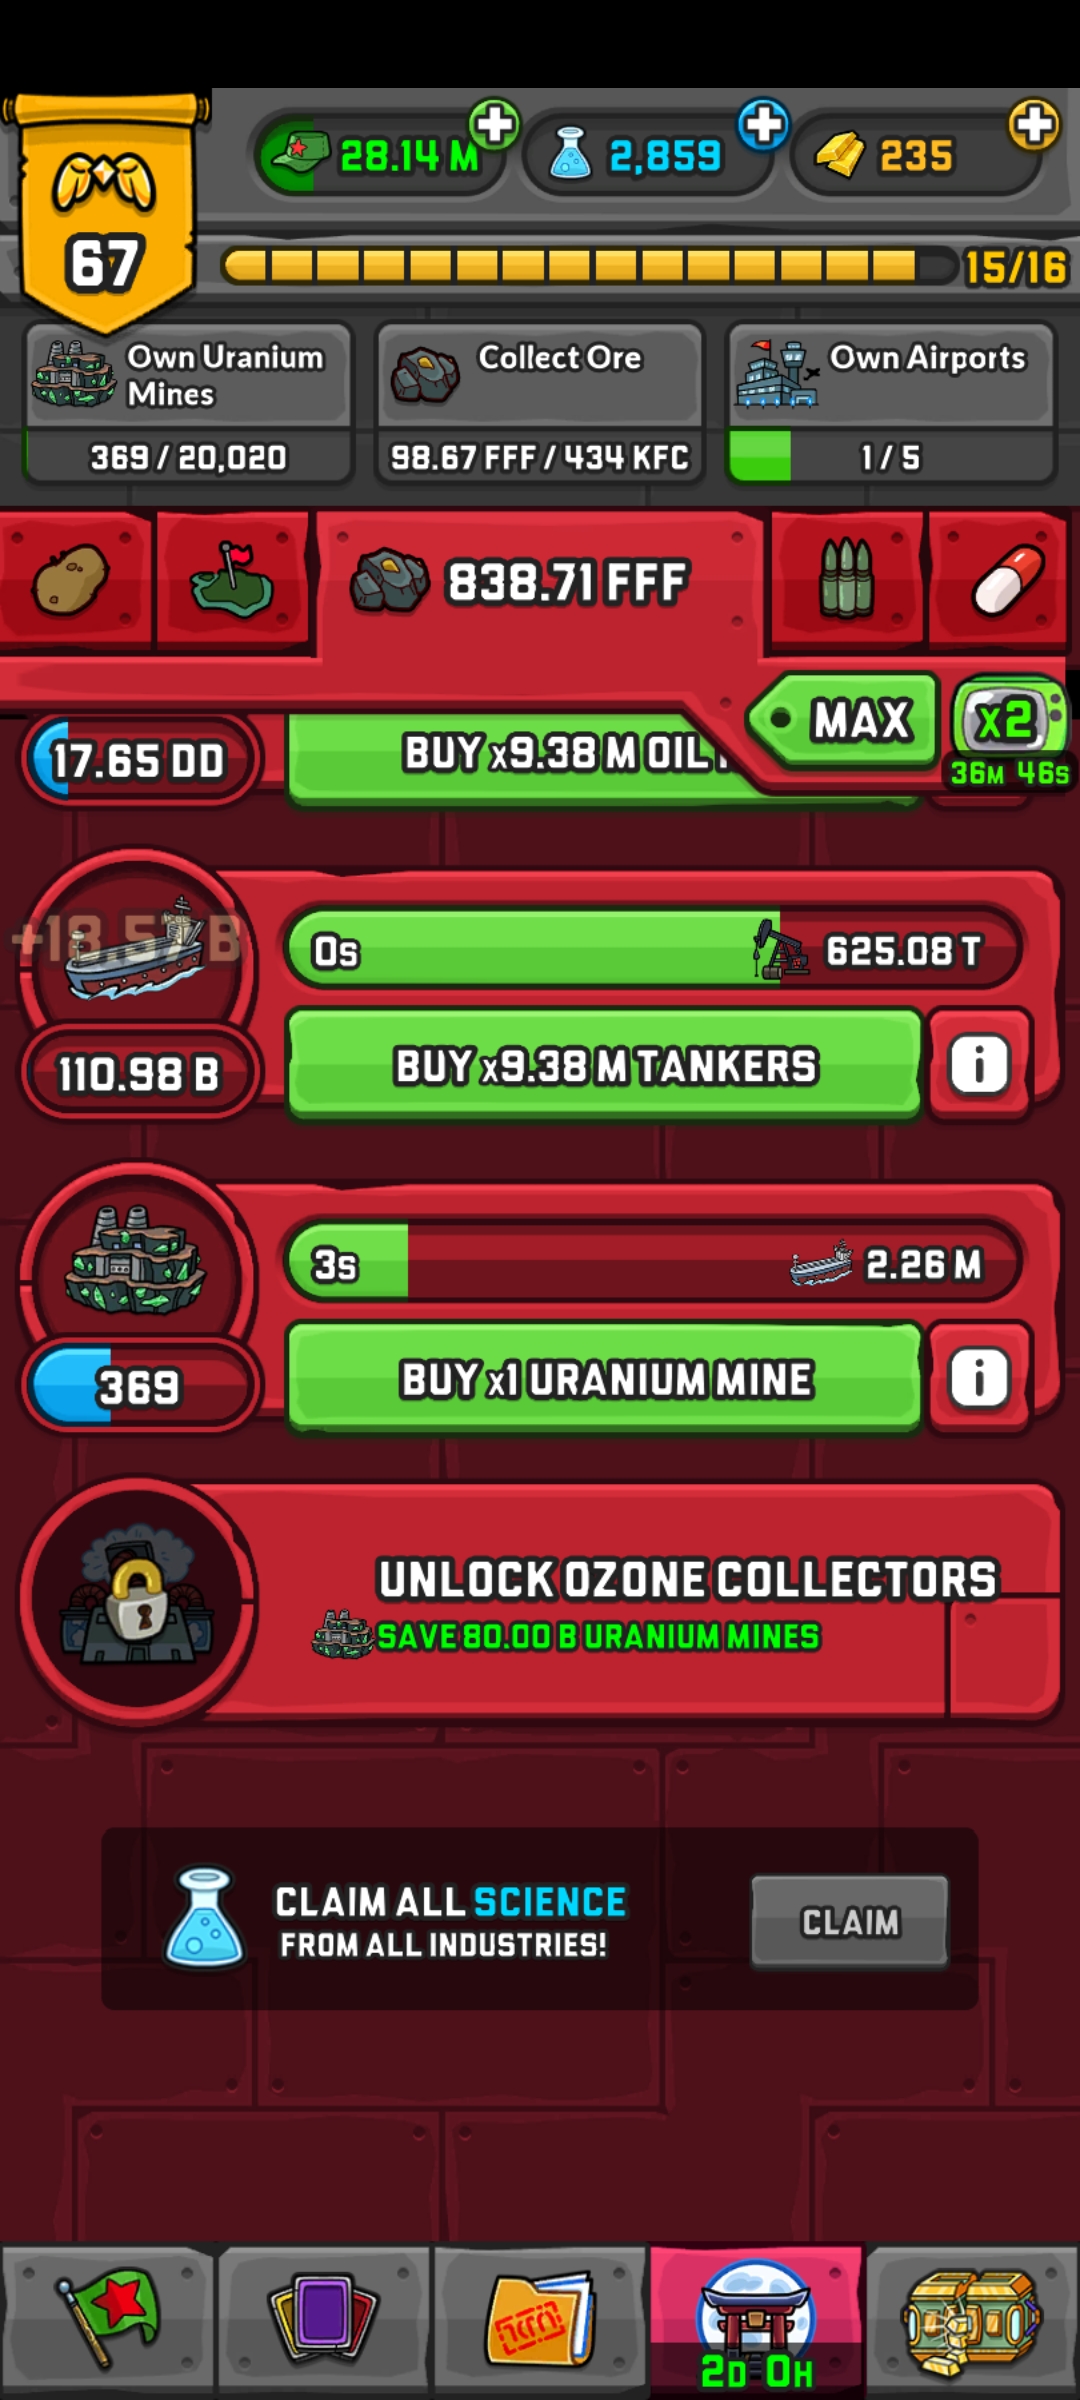 28.14 M
2,859
235
67
15/16
Own Uranium
Mines
369 / 20,020
Collect Ore
98.67 FFF / 434 KFC
Own Airports
1 / 5
838.71 FFF
MAX
x2
36M 46S
17.65 DD
BUY x9.38 M OIL
+18.57 B
0s
625.08 T
110.98 B
BUY x9.38 M TANKERS
i
3s
2.26 M
369
BUY x1 URANIUM MINE
i
UNLOCK OZONE COLLECTORS
SAVE 80.00 B URANIUM MINES
CLAIM ALL SCIENCE
FROM ALL INDUSTRIES!
CLAIM
2D 0H